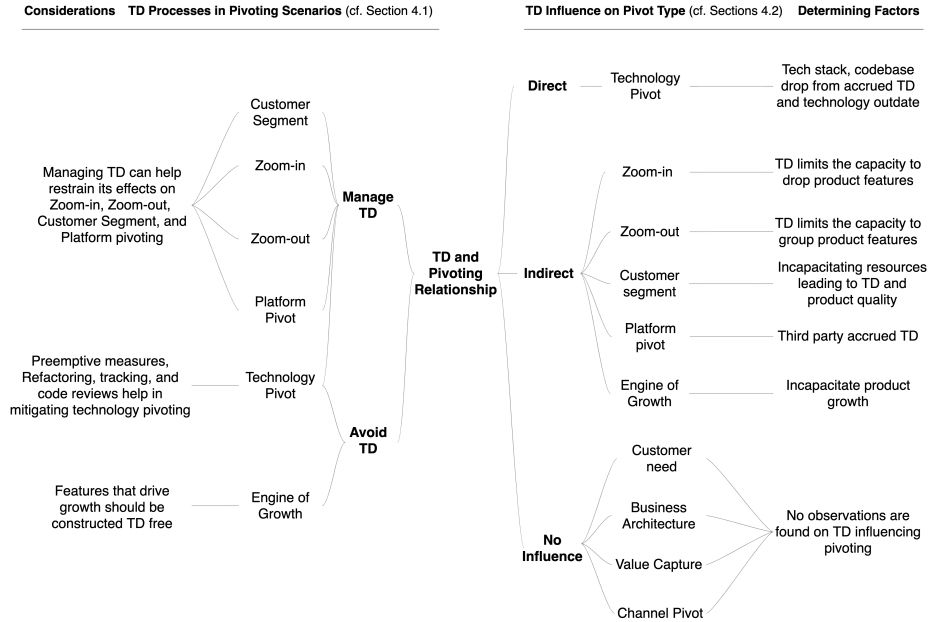 Considerations TD Processes in Pivoting Scenarios (cf. Section 4.1)
Managing TD can help
restrain its effects on
Zoom-in, Zoom-out,
Customer Segment, and
Platform pivoting
Preemptive measures,
Refactoring, tracking, and
code reviews help in
mitigating technology pivoting
Features that drive
growth should be
constructed TD free
Customer
Segment
Zoom-in
Zoom-out
Platform
Pivot
Technology
Pivot
Engine of
Growth
Manage
TD
Avoid
TD
TD and
Pivoting
Relationship
TD Influence on Pivot Type (cf. Sections 4.2) Determining Factors
Direct
Technology
Pivot
Tech stack, codebase
drop from accrued TD
and technology outdate
Indirect
Zoom-in
TD limits the capacity to
drop product features
Zoom-out
TD limits the capacity to
group product features
Customer
segment
Incapacitating resources
leading to TD and
product quality
Platform
pivot
Third party accrued TD
Engine of
Growth
Incapacitate product
growth
No
Influence
Customer
need
Business
Architecture
Value Capture
Channel Pivot
No observations are
found on TD influencing
pivoting